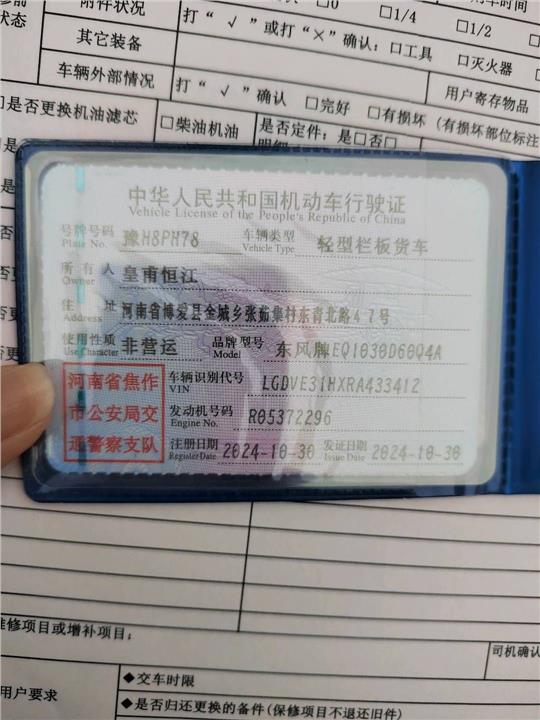 附件状况
□0
□1/4
□1/2
状态
打“√”或打“×”确认：□工具
□灭火器
其它装备
车辆外部情况
打“√”确认 □完好 □有损坏（有损坏部位标注
用户寄存物品
□是否更换机油滤芯
□柴油机油
是否定件：是□否□
中华人民共和国机动车行驶证
Vehicle License of the People's Republic of China
号牌号码 豫H8PH78 车辆类型 轻型栏板货车
Plate No. Vehicle Type
所有人 皇甫恒江
Owner
住址 河南省博爱县金城乡张茹集村东青北路47号
Address
使用性质 非营运 品牌型号 东风牌EQ1030D60Q4A
Use Character Model
河南省焦作
市公安局交
通警察支队
车辆识别代号 LGDVE31HXRA433412
VIN
发动机号码 R05372296
Engine No.
注册日期 2024-10-30 发证日期 2024-10-30
Register Date Issue Date
维修项目或增补项目：
司机确认
用户要求
◆交车时限
◆是否归还更换的备件(保修项目不退还旧件)